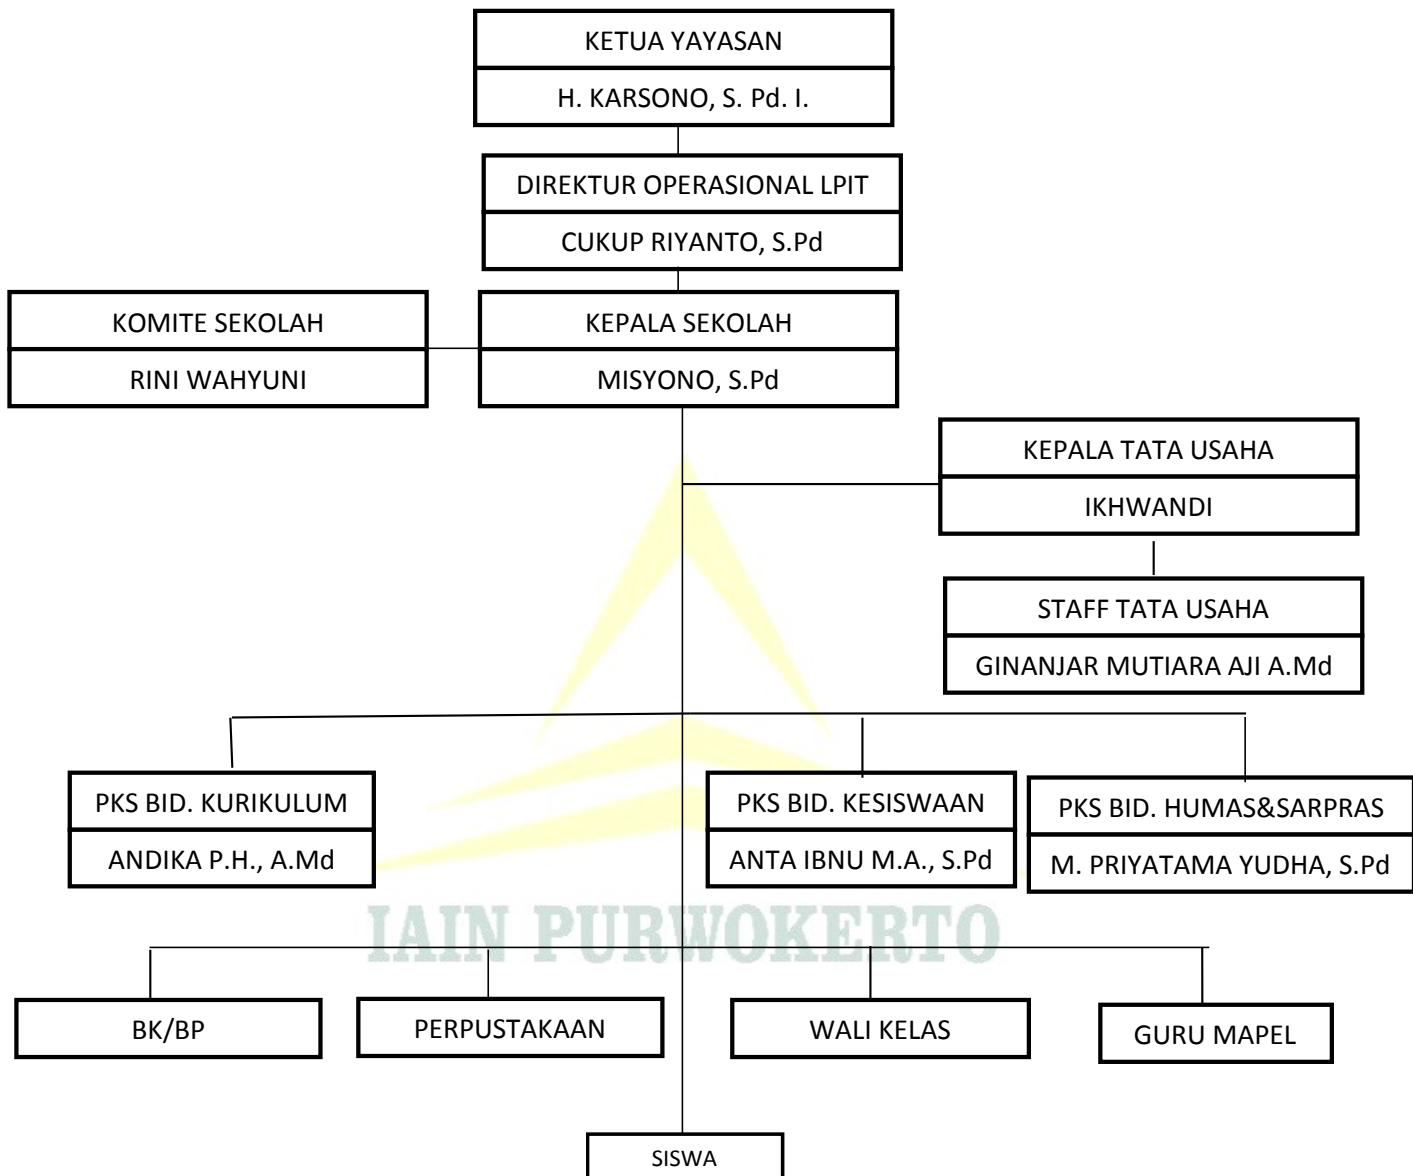 KETUA YAYASAN
H. KARSONO, S. Pd. I.
DIREKTUR OPERASIONAL LPIT
CUKUP RIYANTO, S.Pd
KOMITE SEKOLAH
RINI WAHYUNI
KEPALA SEKOLAH
MISYONO, S.Pd
KEPALA TATA USAHA
IKHWANDI
STAFF TATA USAHA
GINANJAR MUTIARA AJI A.Md
PKS BID. KURIKULUM
ANDIKA P.H., A.Md
PKS BID. KESISWAAN
ANTA IBNU M.A., S.Pd
PKS BID. HUMAS&SARPRAS
M. PRIYATAMA YUDHA, S.Pd
IAIN PURWOKERTO
BK/BP
PERPUSTAKAAN
WALI KELAS
GURU MAPEL
SISWA